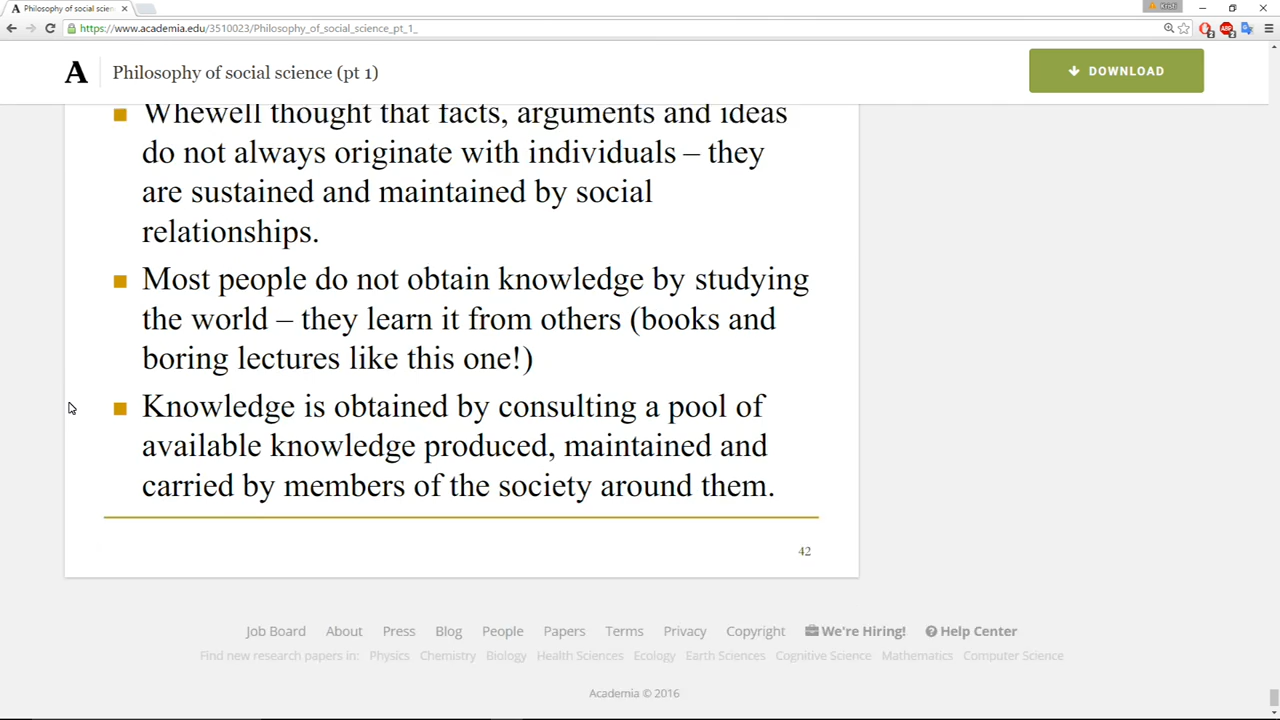 Philosophy of social scien
Kristi
https://www.academia.edu/3510023/Philosophy_of_social_science_pt_1_
2
ABP
2
A
Philosophy of social science (pt 1)
DOWNLOAD
Whewell thought that facts, arguments and ideas
do not always originate with individuals – they
are sustained and maintained by social
relationships.
Most people do not obtain knowledge by studying
the world – they learn it from others (books and
boring lectures like this one!)
Knowledge is obtained by consulting a pool of
available knowledge produced, maintained and
carried by members of the society around them.
42
Job Board About Press Blog People Papers Terms Privacy Copyright We're Hiring! Help Center
Find new research papers in: Physics Chemistry Biology Health Sciences Ecology Earth Sciences Cognitive Science Mathematics Computer Science
Academia © 2016